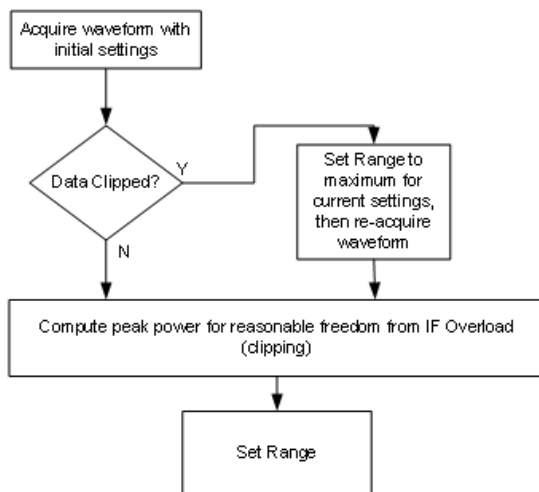 Acquire waveform with
initial settings
Data Clipped?
Y
N
Set Range to
maximum for
current settings,
then re-acquire
waveform
Compute peak power for reasonable freedom from IF Overload
(clipping)
Set Range